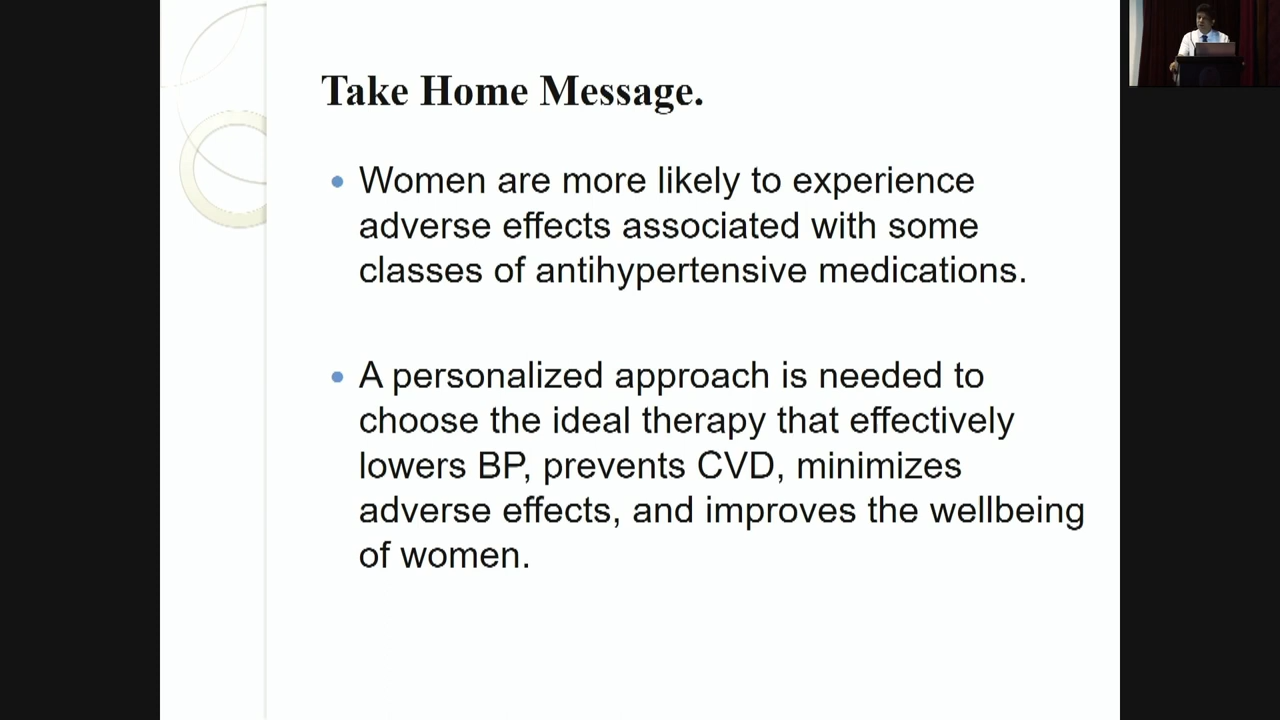 Take Home Message.
Women are more likely to experience
adverse effects associated with some
classes of antihypertensive medications.
A personalized approach is needed to
choose the ideal therapy that effectively
lowers BP, prevents CVD, minimizes
adverse effects, and improves the wellbeing
of women.